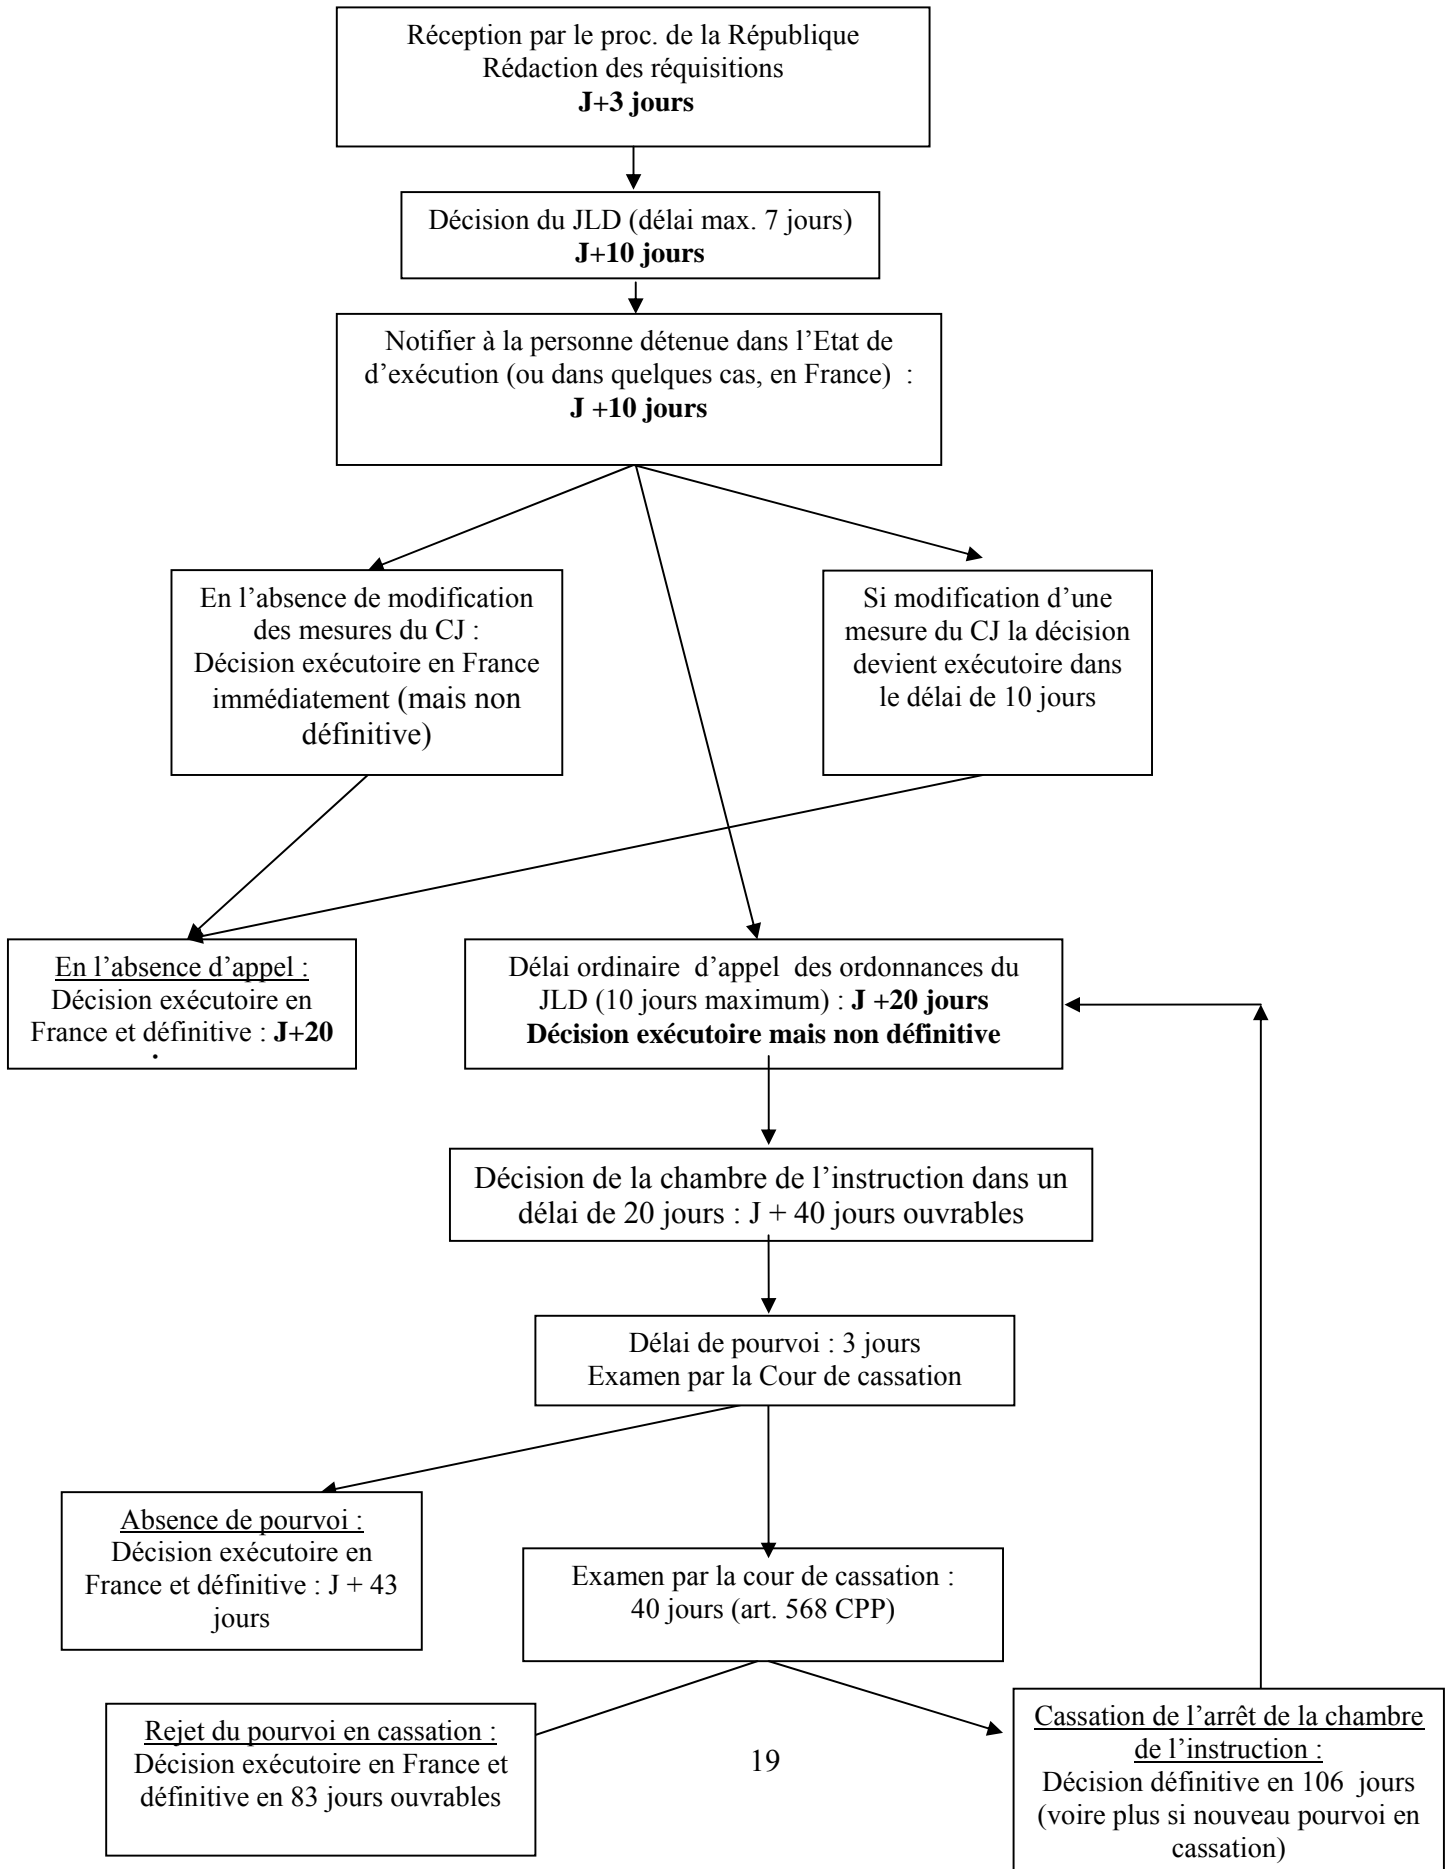 Réception par le proc. de la République
Rédaction des réquisitions
J+3 jours
Décision du JLD (délai max. 7 jours)
J+10 jours
Notifier à la personne détenue dans l’Etat de
d’exécution (ou dans quelques cas, en France)  :
J +10 jours
En l’absence de modification
des mesures du CJ :
Décision exécutoire en France
immédiatement (mais non
définitive)
Si modification d’une
mesure du CJ la décision
devient exécutoire dans
le délai de 10 jours
En l’absence d’appel :
Décision exécutoire en
France et définitive : J+20
Délai ordinaire  d’appel  des ordonnances du
JLD (10 jours maximum) : J +20 jours
Décision exécutoire mais non définitive
Décision de la chambre de l’instruction dans un
délai de 20 jours : J + 40 jours ouvrables
Délai de pourvoi : 3 jours
Examen par la Cour de cassation
Absence de pourvoi :
Décision exécutoire en
France et définitive : J + 43
jours
Examen par la cour de cassation :
40 jours (art. 568 CPP)
Rejet du pourvoi en cassation :
Décision exécutoire en France et
définitive en 83 jours ouvrables
Cassation de l’arrêt de la chambre
de l’instruction :
Décision définitive en 106  jours
(voire plus si nouveau pourvoi en
cassation)
19